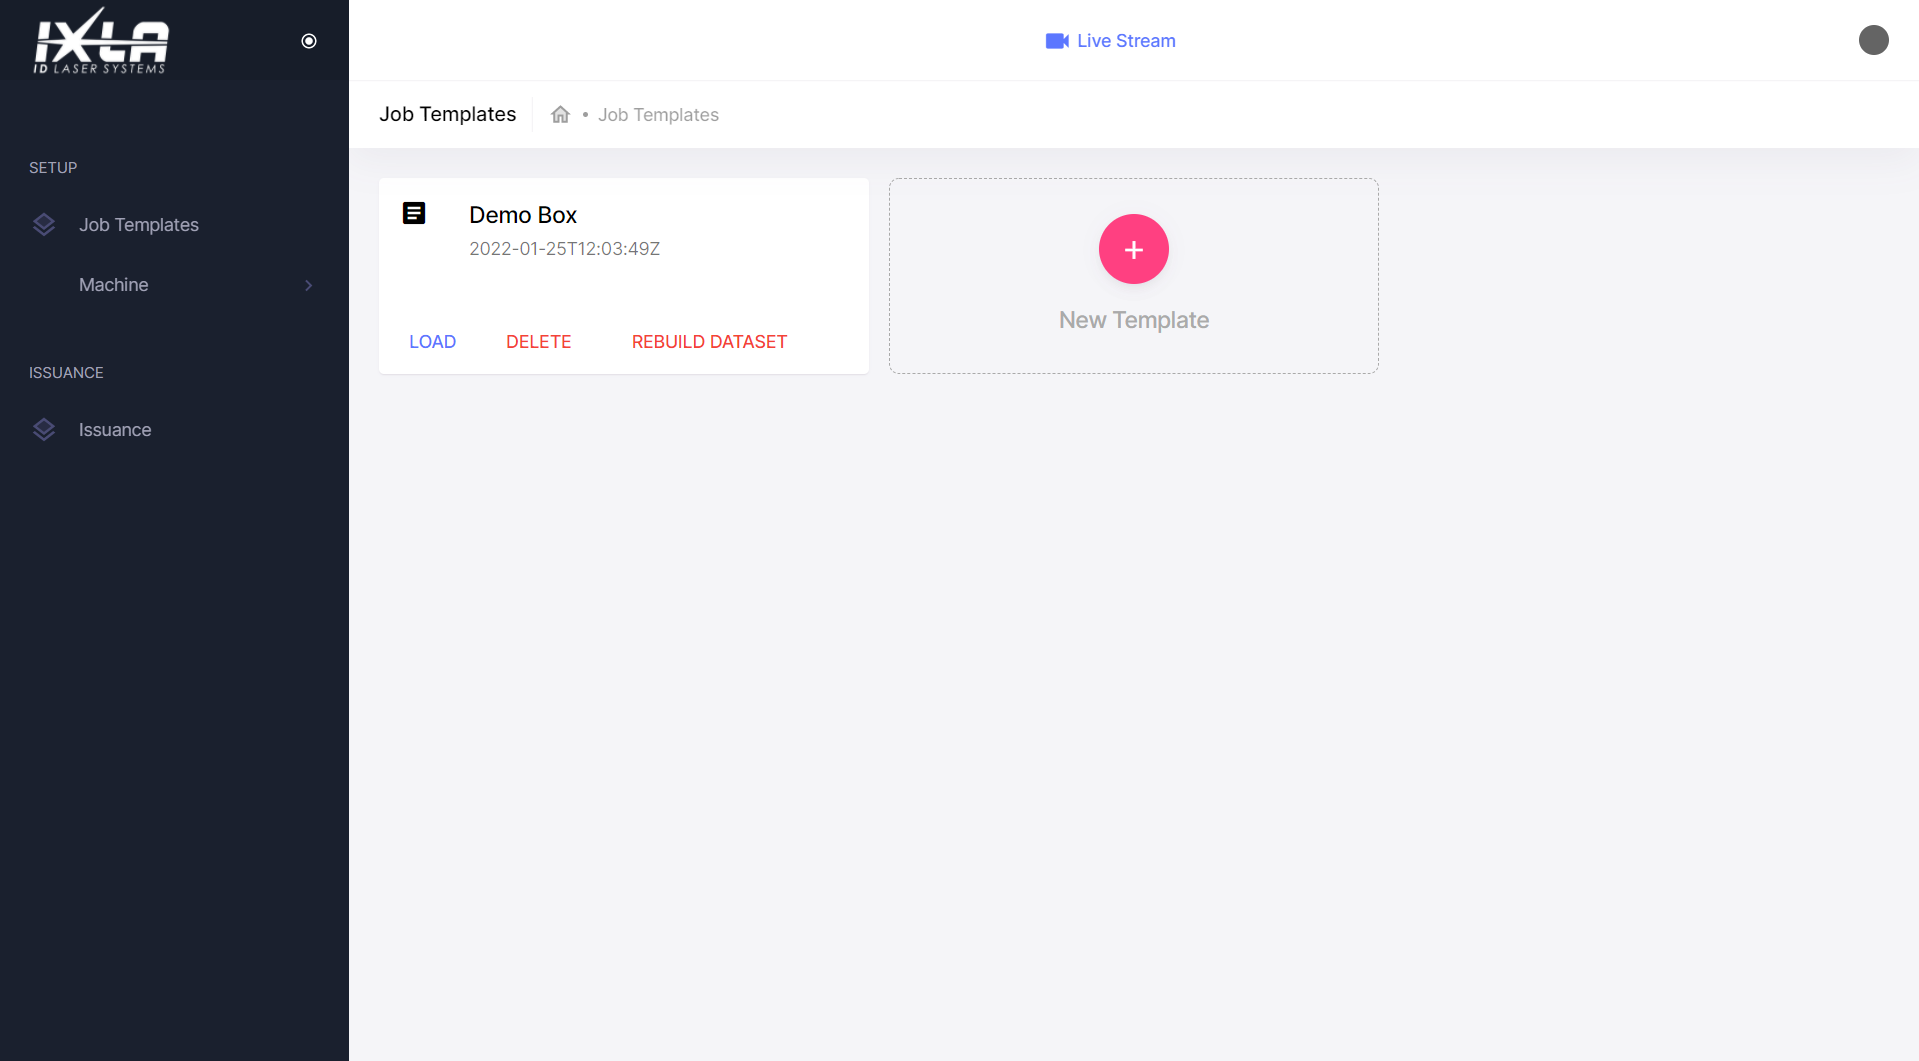 IXLA
ID LASER SYSTEMS
Live Stream
Job Templates
Job Templates
SETUP
Job Templates
Machine
ISSUANCE
Issuance
Demo Box
2022-01-25T12:03:49Z
LOAD DELETE REBUILD DATASET
New Template